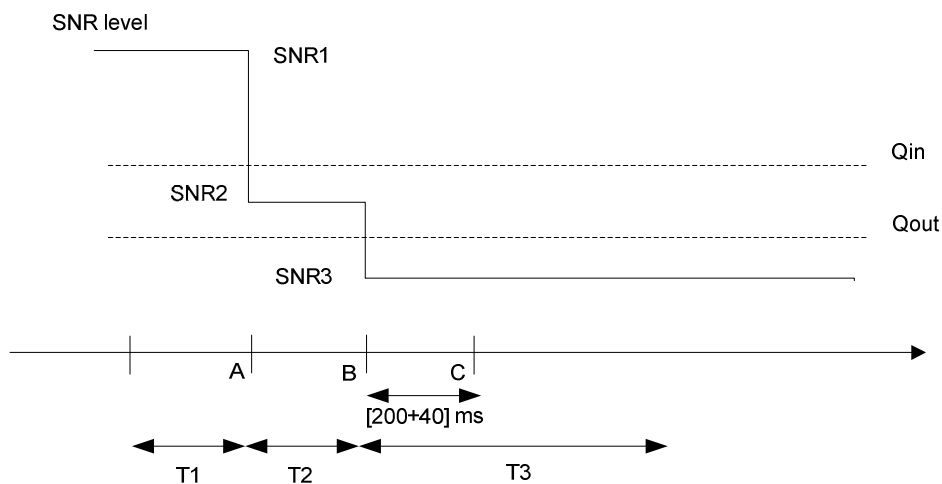 SNR level
SNR1
Qin
SNR2
Qout
SNR3
A
B
C
[200+40] ms
T1
T2
T3